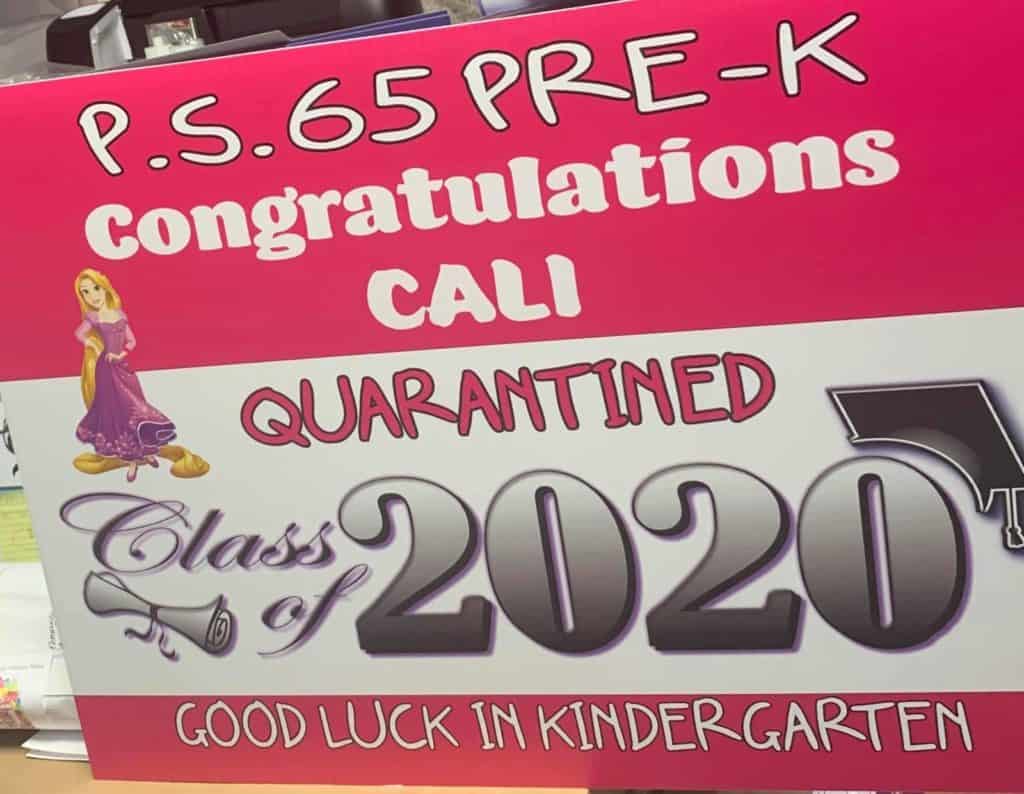 P.S.65 PRE-K
Congratulations
CALI
QUARANTINED
Class of 2020
GOOD LUCK IN KINDERGARTEN